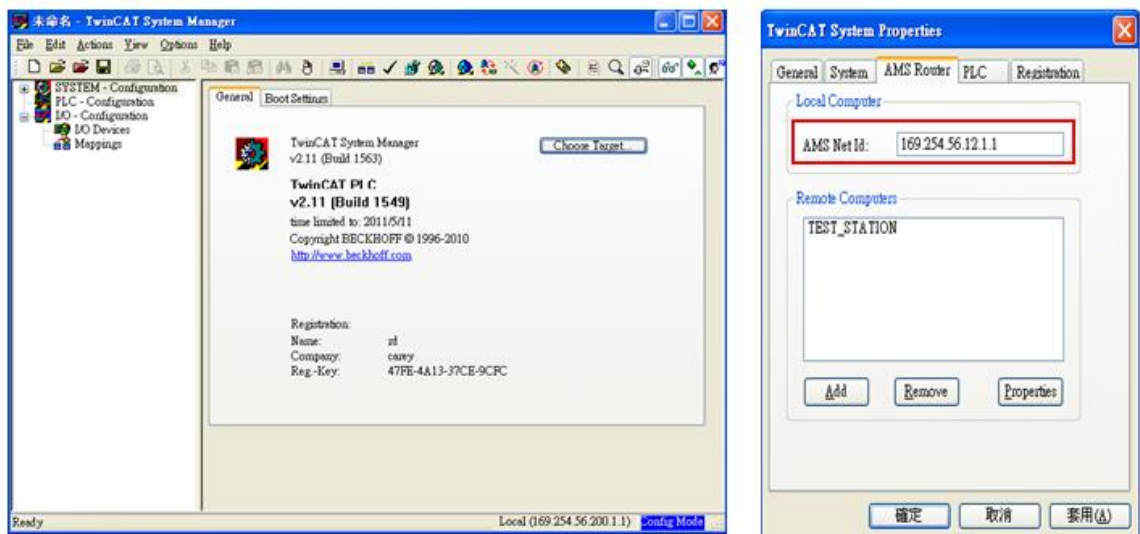 未命名 - TwinCAT System Manager
File Edit Actions View Options Help
SYSTEM - Configuration
PLC - Configuration
I/O - Configuration
I/O Devices
Mappings
General Boot Settings
TwinCAT System Manager
v2.11 (Build 1563)
Choose Target...
TwinCAT PLC
v2.11 (Build 1549)
time limited to: 2011/5/11
Copyright BECKHOFF © 1996-2010
http://www.beckhoff.com
Registration:
Name: rd
Company: carey
Reg.-Key: 47FE-4A13-37CE-9CFC
Ready Local (169.254.56.200.1.1) Config Mode
TwinCAT System Properties
General System AMS Router PLC Registration
Local Computer
AMS Net Id: 169.254.56.12.1.1
Remote Computers
TEST_STATION
Add Remove Properties
確定 取消 套用(A)